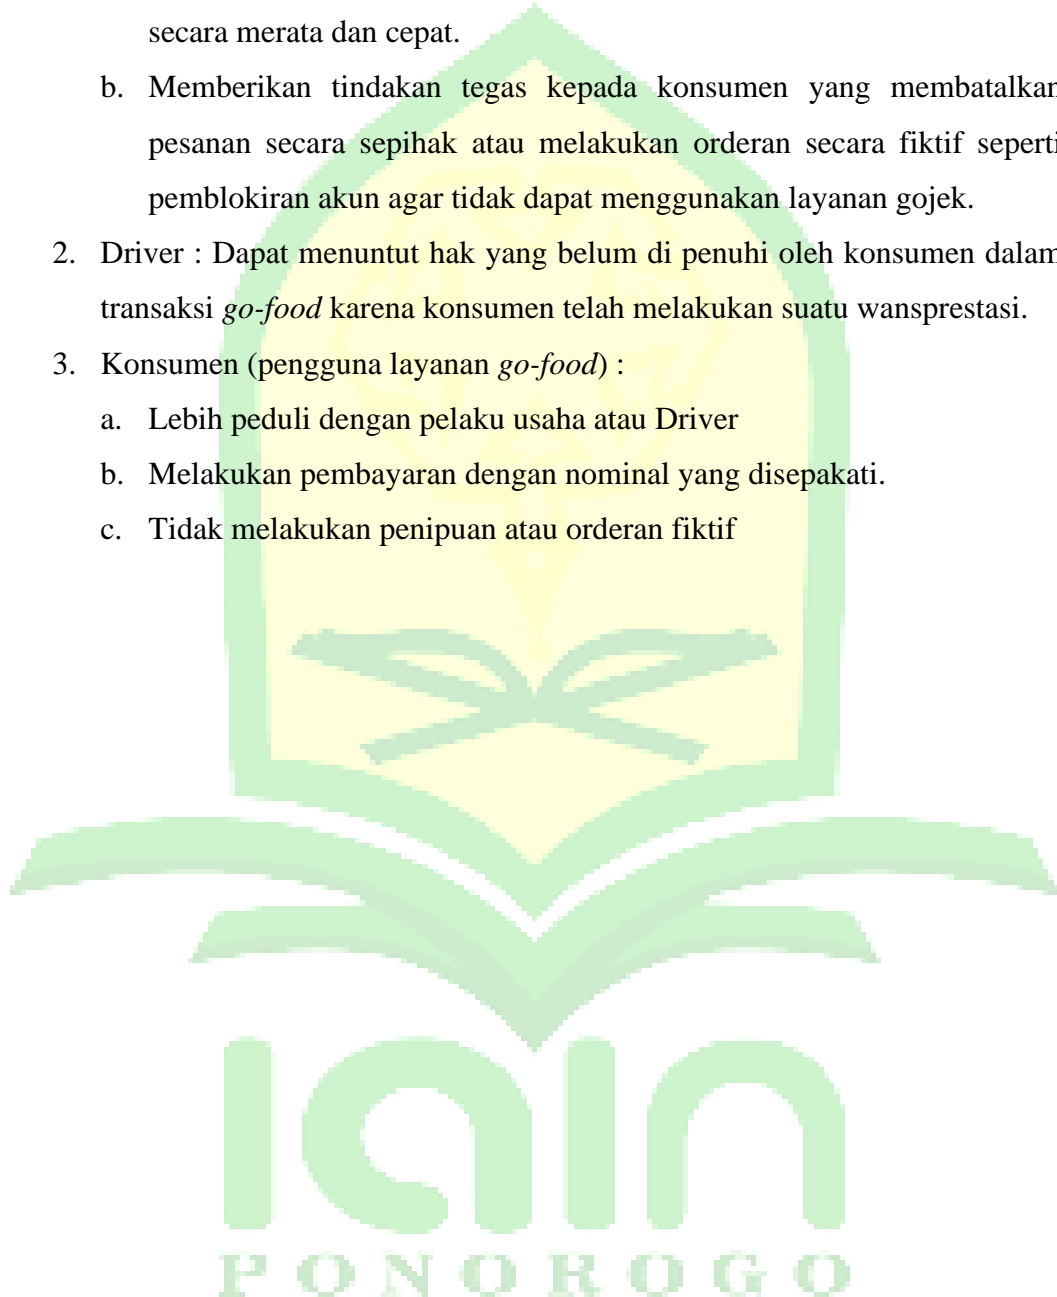 secara merata dan cepat.
b. Memberikan tindakan tegas kepada konsumen yang membatalkan
pesanan secara sepihak atau melakukan orderan secara fiktif seperti
pemblokiran akun agar tidak dapat menggunakan layanan gojek.
2. Driver : Dapat menuntut hak yang belum di penuhi oleh konsumen dalam
transaksi go-food karena konsumen telah melakukan suatu wansprestasi.
3. Konsumen (pengguna layanan go-food) :
a. Lebih peduli dengan pelaku usaha atau Driver
b. Melakukan pembayaran dengan nominal yang disepakati.
c. Tidak melakukan penipuan atau orderan fiktif
iain
PONOROGO